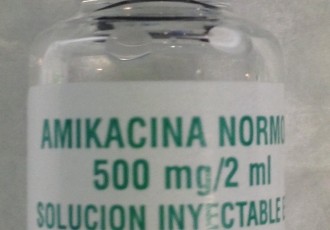 AMIKACINA NORMO
500 mg/2 ml
SOLUCION INYECTABLE E